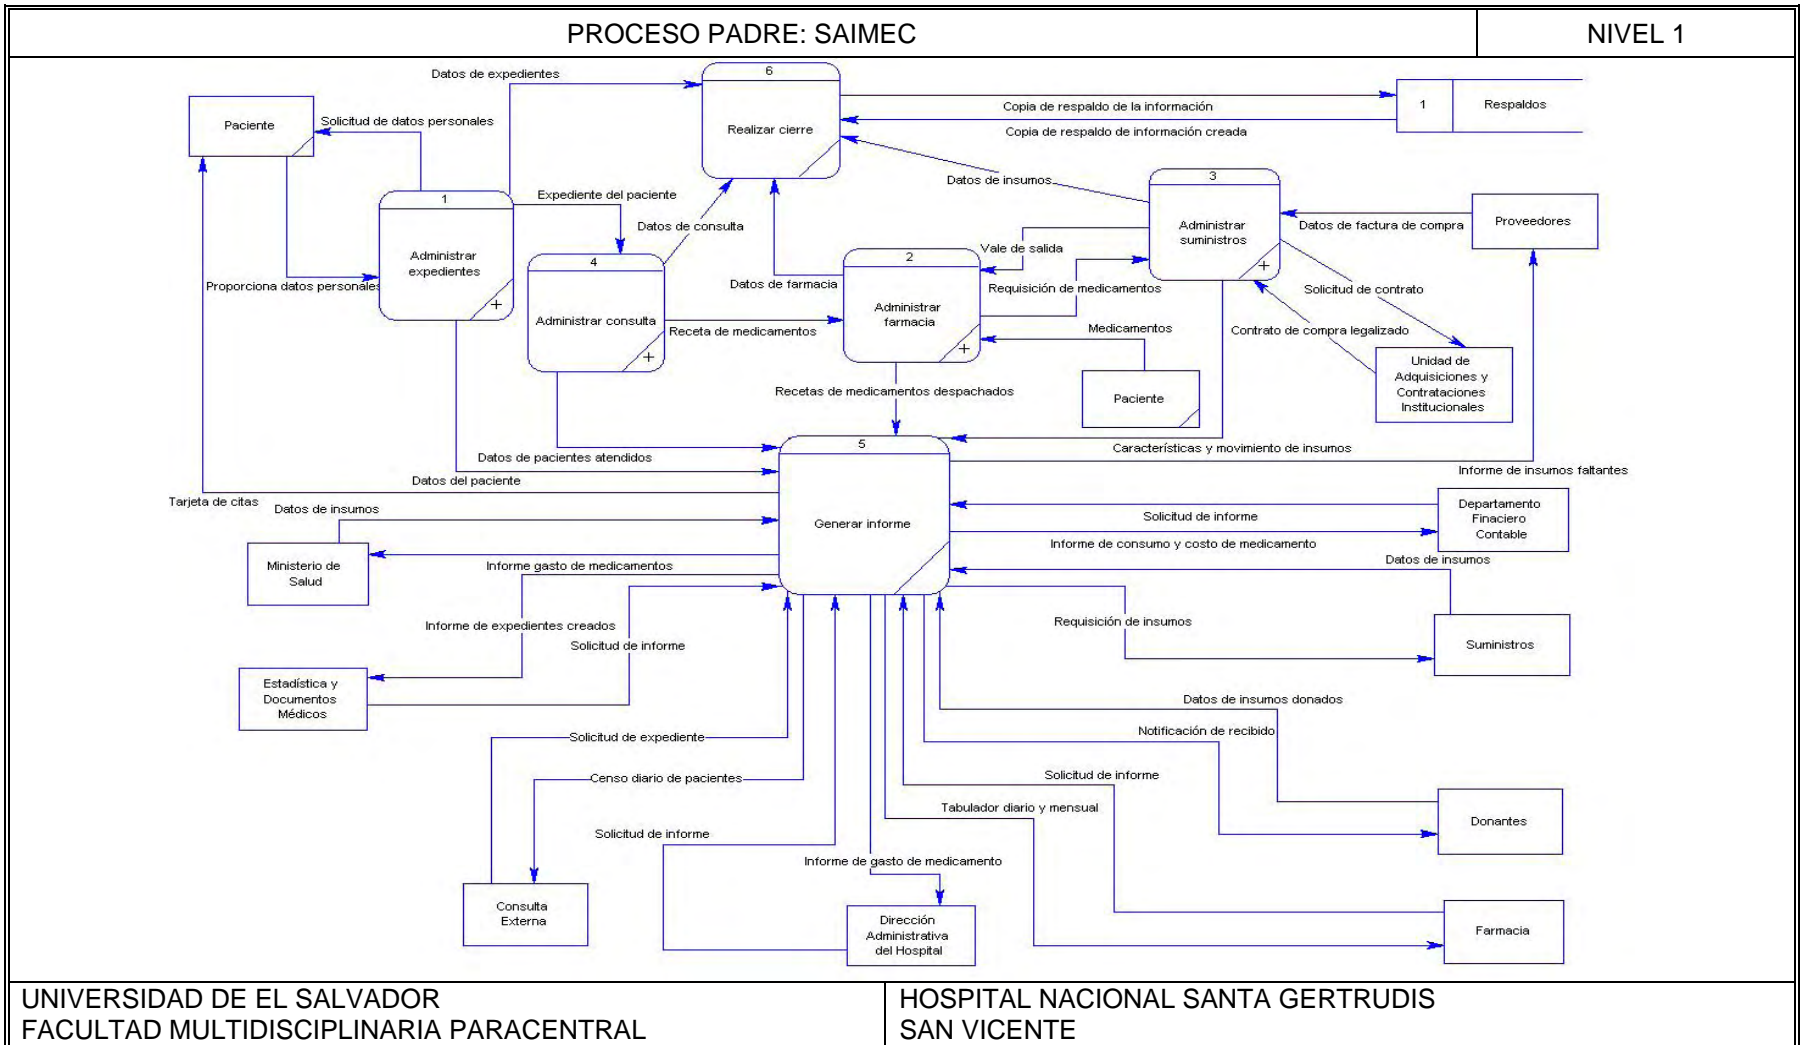 PROCESO PADRE: SAIMEC
NIVEL 1
Datos de expedientes
6
Realizar cierre
Copia de respaldo de la información
Copia de respaldo de información creada
1
Respaldos
Paciente
Solicitud de datos personales
Proporciona datos personales
1
Administrar
expedientes
Expediente del paciente
Datos de consulta
4
Administrar consulta
Receta de medicamentos
Datos de farmacia
2
Administrar
farmacia
Datos de insumos
Vale de salida
Requisición de medicamentos
3
Administrar
suministros
Datos de factura de compra
Proveedores
Solicitud de contrato
Contrato de compra legalizado
Unidad de
Adquisiciones y
Contrataciones
Institucionales
Medicamentos
Paciente
Recetas de medicamentos despachados
Características y movimiento de insumos
Informe de insumos faltantes
Datos de pacientes atendidos
Datos del paciente
Tarjeta de citas
5
Generar informe
Datos de insumos
Ministerio de
Salud
Informe gasto de medicamentos
Solicitud de informe
Informe de consumo y costo de medicamento
Departamento
Finaciero
Contable
Datos de insumos
Requisición de insumos
Suministros
Informe de expedientes creados
Solicitud de informe
Estadística y
Documentos
Médicos
Datos de insumos donados
Notificación de recibido
Donantes
Solicitud de expediente
Censo diario de pacientes
Consulta
Externa
Solicitud de informe
Informe de gasto de medicamento
Dirección
Administrativa
del Hospital
Solicitud de informe
Tabulador diario y mensual
Farmacia
UNIVERSIDAD DE EL SALVADOR
FACULTAD MULTIDISCIPLINARIA PARACENTRAL
HOSPITAL NACIONAL SANTA GERTRUDIS
SAN VICENTE